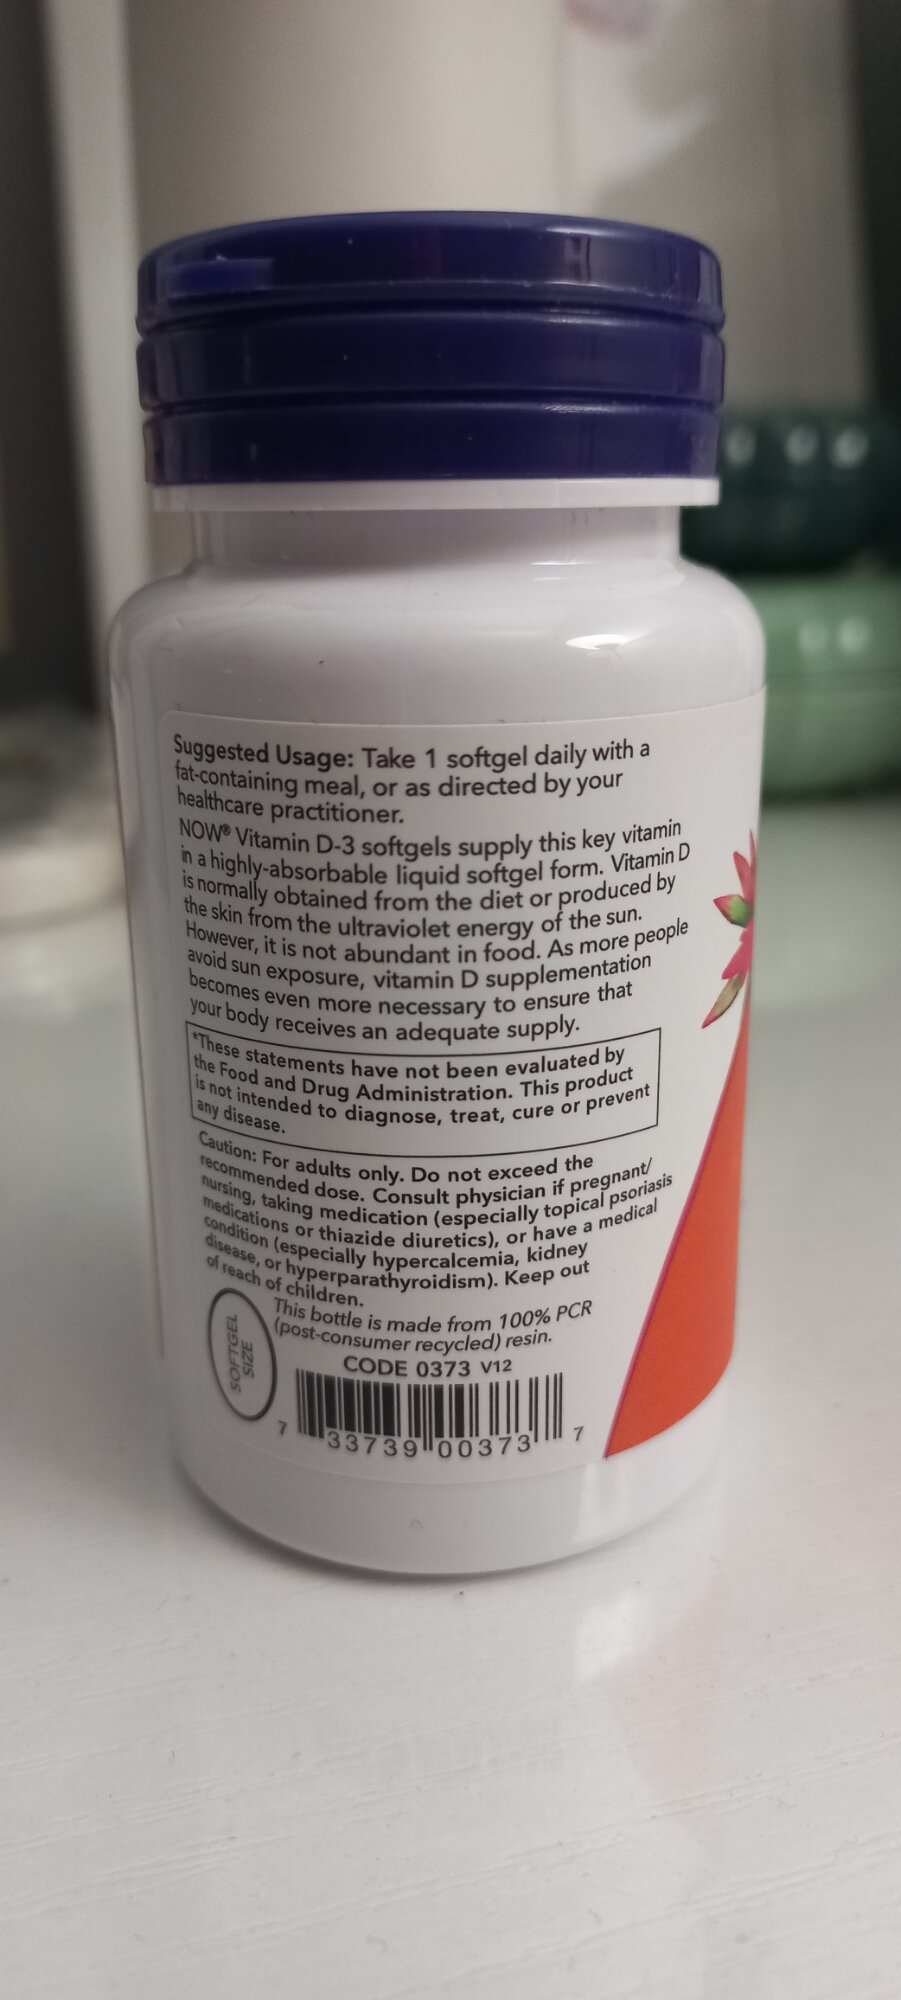 Suggested Usage: Take 1 softgel daily with a
fat-containing meal, or as directed by your
healthcare practitioner.
NOW® Vitamin D-3 softgels supply this key vitamin
in a highly-absorbable liquid softgel form. Vitamin D
is normally obtained from the diet or produced by
the skin from the ultraviolet energy of the sun.
However, it is not abundant in food. As more people
avoid sun exposure, vitamin D supplementation
becomes even more necessary to ensure that
your body receives an adequate supply.
*These statements have not been evaluated by
the Food and Drug Administration. This product
is not intended to diagnose, treat, cure or prevent
any disease.
Caution: For adults only. Do not exceed the
recommended dose. Consult physician if pregnant/
nursing, taking medication (especially topical psoriasis
medications or thiazide diuretics), or have a medical
condition (especially hypercalcemia, kidney
disease, or hyperparathyroidism). Keep out
of reach of children.
This bottle is made from 100% PCR
(post-consumer recycled) resin.
SOFTGEL
SIZE
CODE 0373 V12
7 33739 00373 7